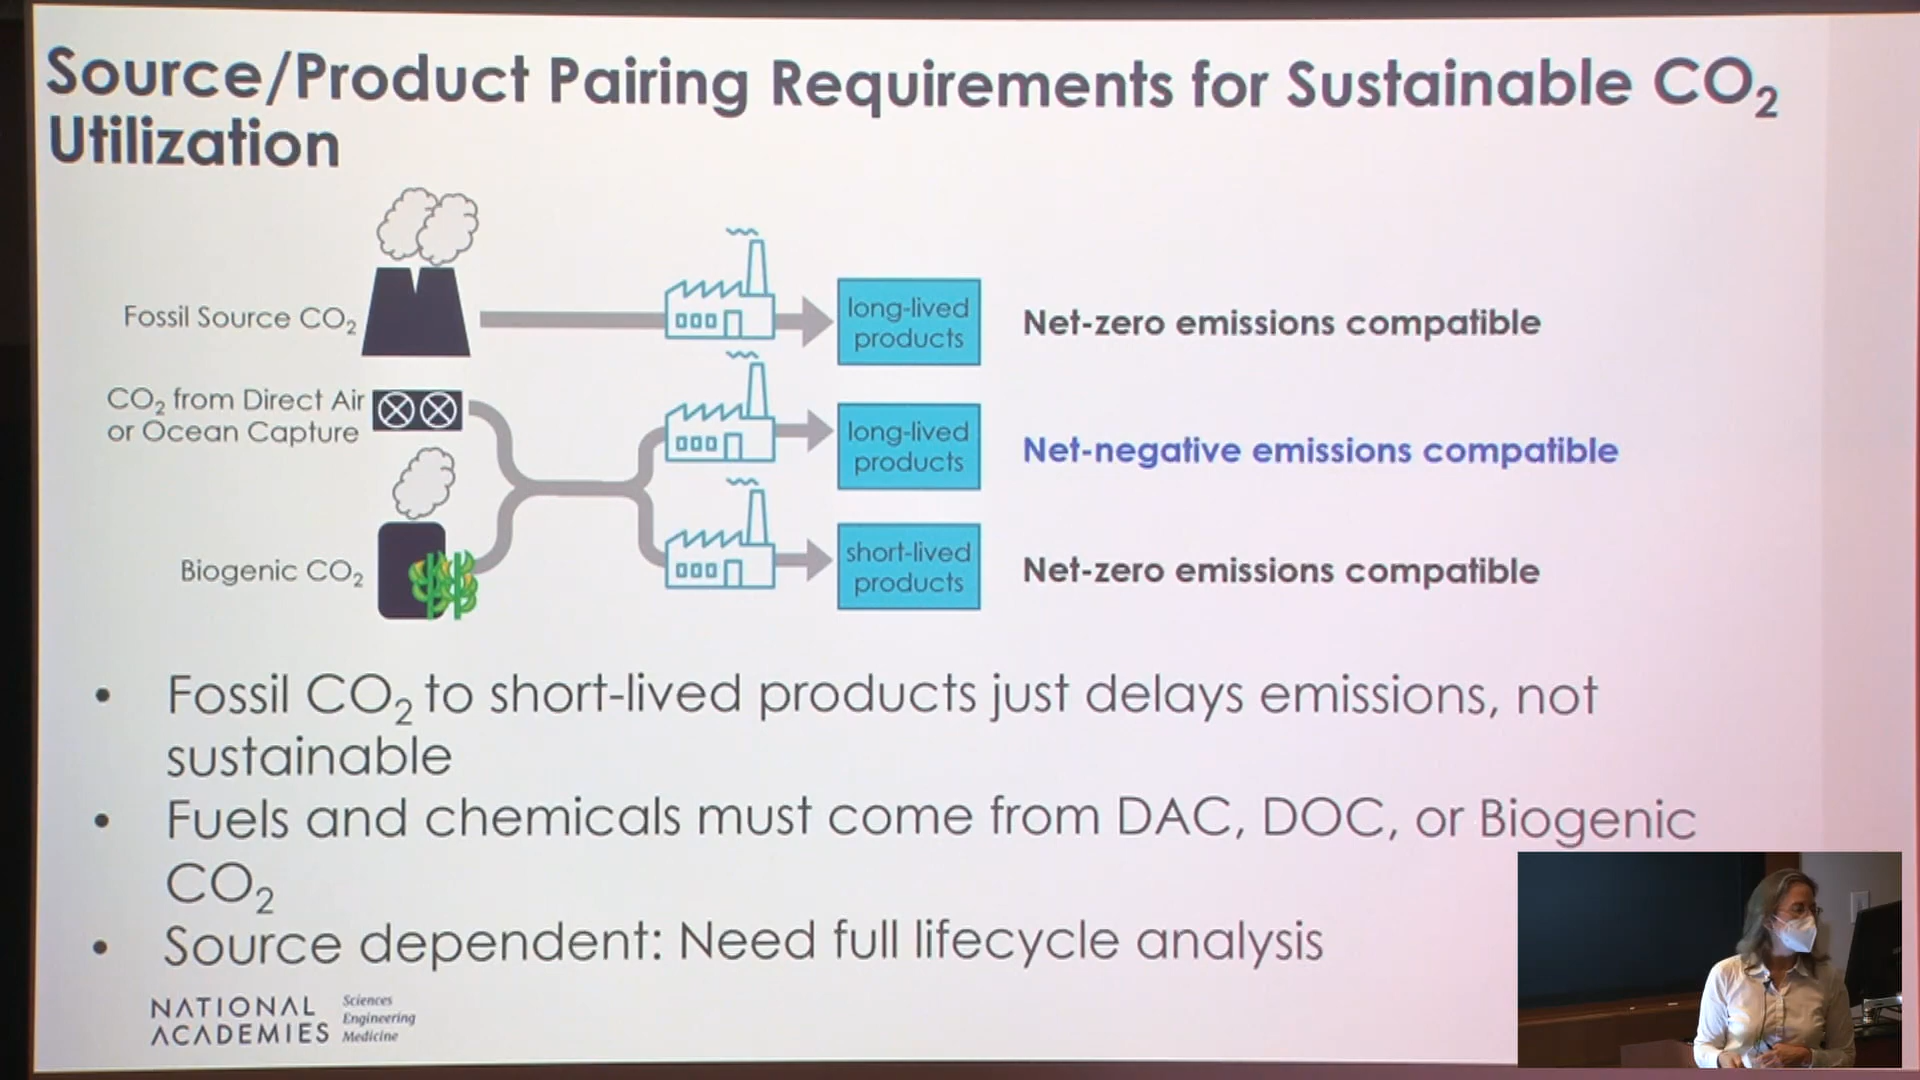 Source/Product Pairing Requirements for Sustainable CO₂
Utilization
Fossil Source CO₂
long-lived
products
Net-zero emissions compatible
CO₂ from Direct Air
or Ocean Capture
long-lived
products
Net-negative emissions compatible
Biogenic CO₂
short-lived
products
Net-zero emissions compatible
• Fossil CO₂ to short-lived products just delays emissions, not
sustainable
• Fuels and chemicals must come from DAC, DOC, or Biogenic
CO₂
• Source dependent: Need full lifecycle analysis
NATIONAL
ACADEMIES
Sciences
Engineering
Medicine